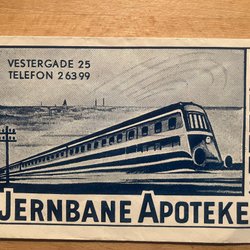 VESTERGADE 25
TELEFON 26399
JERNBANE APOTEKE